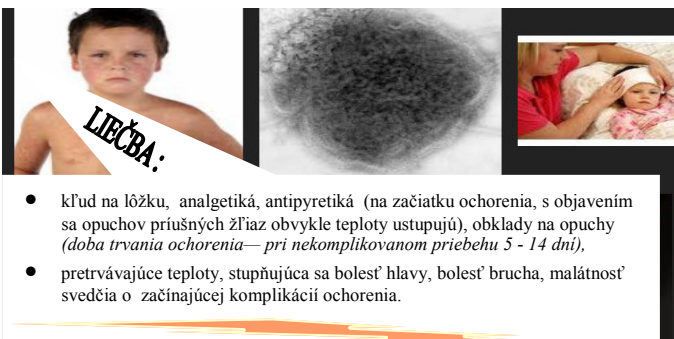 LIEČBA:
● kľud na lôžku, analgetiká, antipyretiká (na začiatku ochorenia, s objavením
sa opuchov príušných žľiaz obvykle teploty ustupujú), obklady na opuchy
(doba trvania ochorenia— pri nekomplikovanom priebehu 5 - 14 dní),
● pretrvávajúce teploty, stupňujúca sa bolesť hlavy, bolesť brucha, malátnosť
svedčia o začínajúcej komplikácií ochorenia.